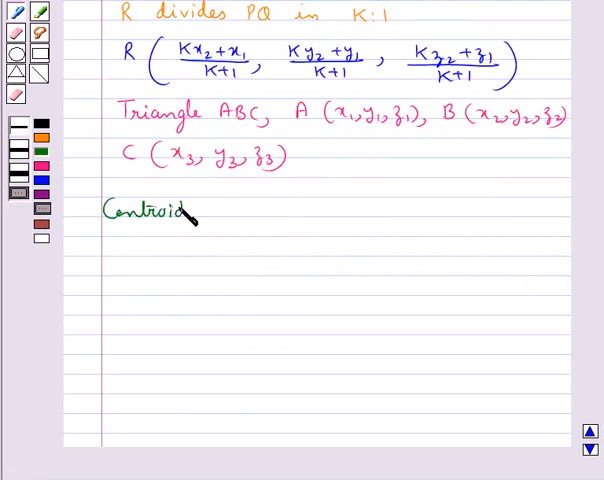 R divides PQ in K:1
R ( Kx₂+x₁/K+1, Ky₂+y₁/K+1, Kz₂+z₁/K+1 )
Triangle ABC, A (x₁,y₁,z₁), B (x₂,y₂,z₂)
C (x₃, y₃, z₃)
Centroid